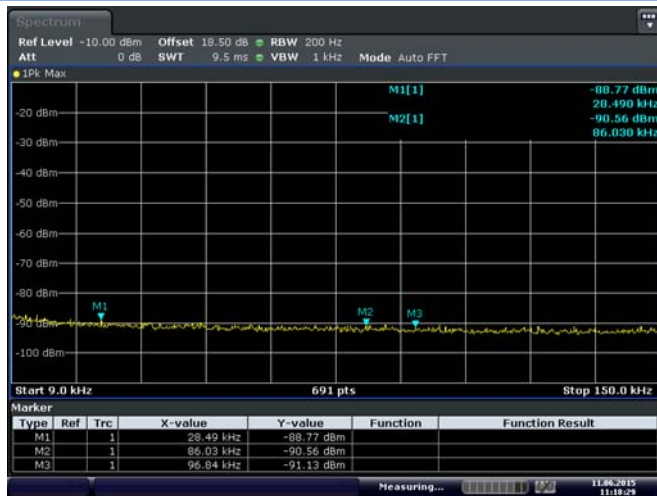 Spectrum
Ref Level -10.00 dBm Offset 18.50 dB RBW 200 Hz
Att 0 dB SWT 9.5 ms VBW 1 kHz Mode Auto FFT
1Pk Max
M1[1] -88.77 dBm
28.490 kHz
-20 dBm
M2[1] -90.56 dBm
86.030 kHz
-30 dBm
-40 dBm
-50 dBm
-60 dBm
-70 dBm
-80 dBm
M1 M2 M3
-90 dBm
-100 dBm
Start 9.0 kHz 691 pts Stop 150.0 kHz
Marker
Type Ref Trc X-value Y-value Function Function Result
M1 1 28.49 kHz -88.77 dBm
M2 1 86.03 kHz -90.56 dBm
M3 1 96.84 kHz -91.13 dBm
Measuring... 11.06.2015
11:18:29